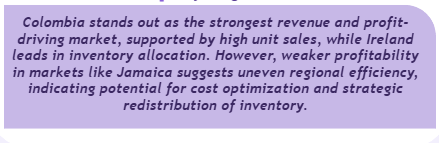 Colombia stands out as the strongest revenue and profit-
driving market, supported by high unit sales, while Ireland
leads in inventory allocation. However, weaker profitability
in markets like Jamaica suggests uneven regional efficiency,
indicating potential for cost optimization and strategic
redistribution of inventory.